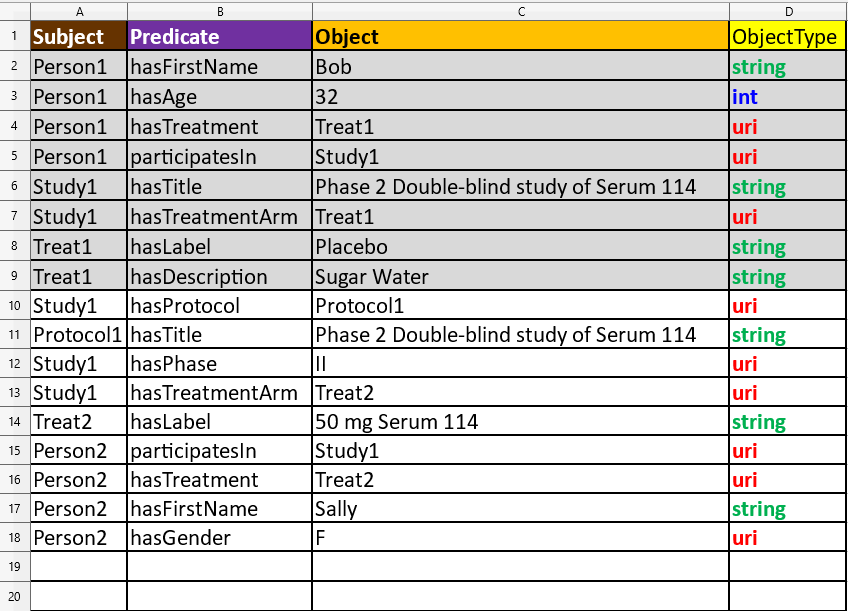 A B C D
1 Subject Predicate Object ObjectType
2 Person1 hasFirstName Bob string
3 Person1 hasAge 32 int
4 Person1 hasTreatment Treat1 uri
5 Person1 participatesIn Study1 uri
6 Study1 hasTitle Phase 2 Double-blind study of Serum 114 string
7 Study1 hasTreatmentArm Treat1 uri
8 Treat1 hasLabel Placebo string
9 Treat1 hasDescription Sugar Water string
10 Study1 hasProtocol Protocol1 uri
11 Protocol1 hasTitle Phase 2 Double-blind study of Serum 114 string
12 Study1 hasPhase II uri
13 Study1 hasTreatmentArm Treat2 uri
14 Treat2 hasLabel 50 mg Serum 114 string
15 Person2 participatesIn Study1 uri
16 Person2 hasTreatment Treat2 uri
17 Person2 hasFirstName Sally string
18 Person2 hasGender F uri
19
20